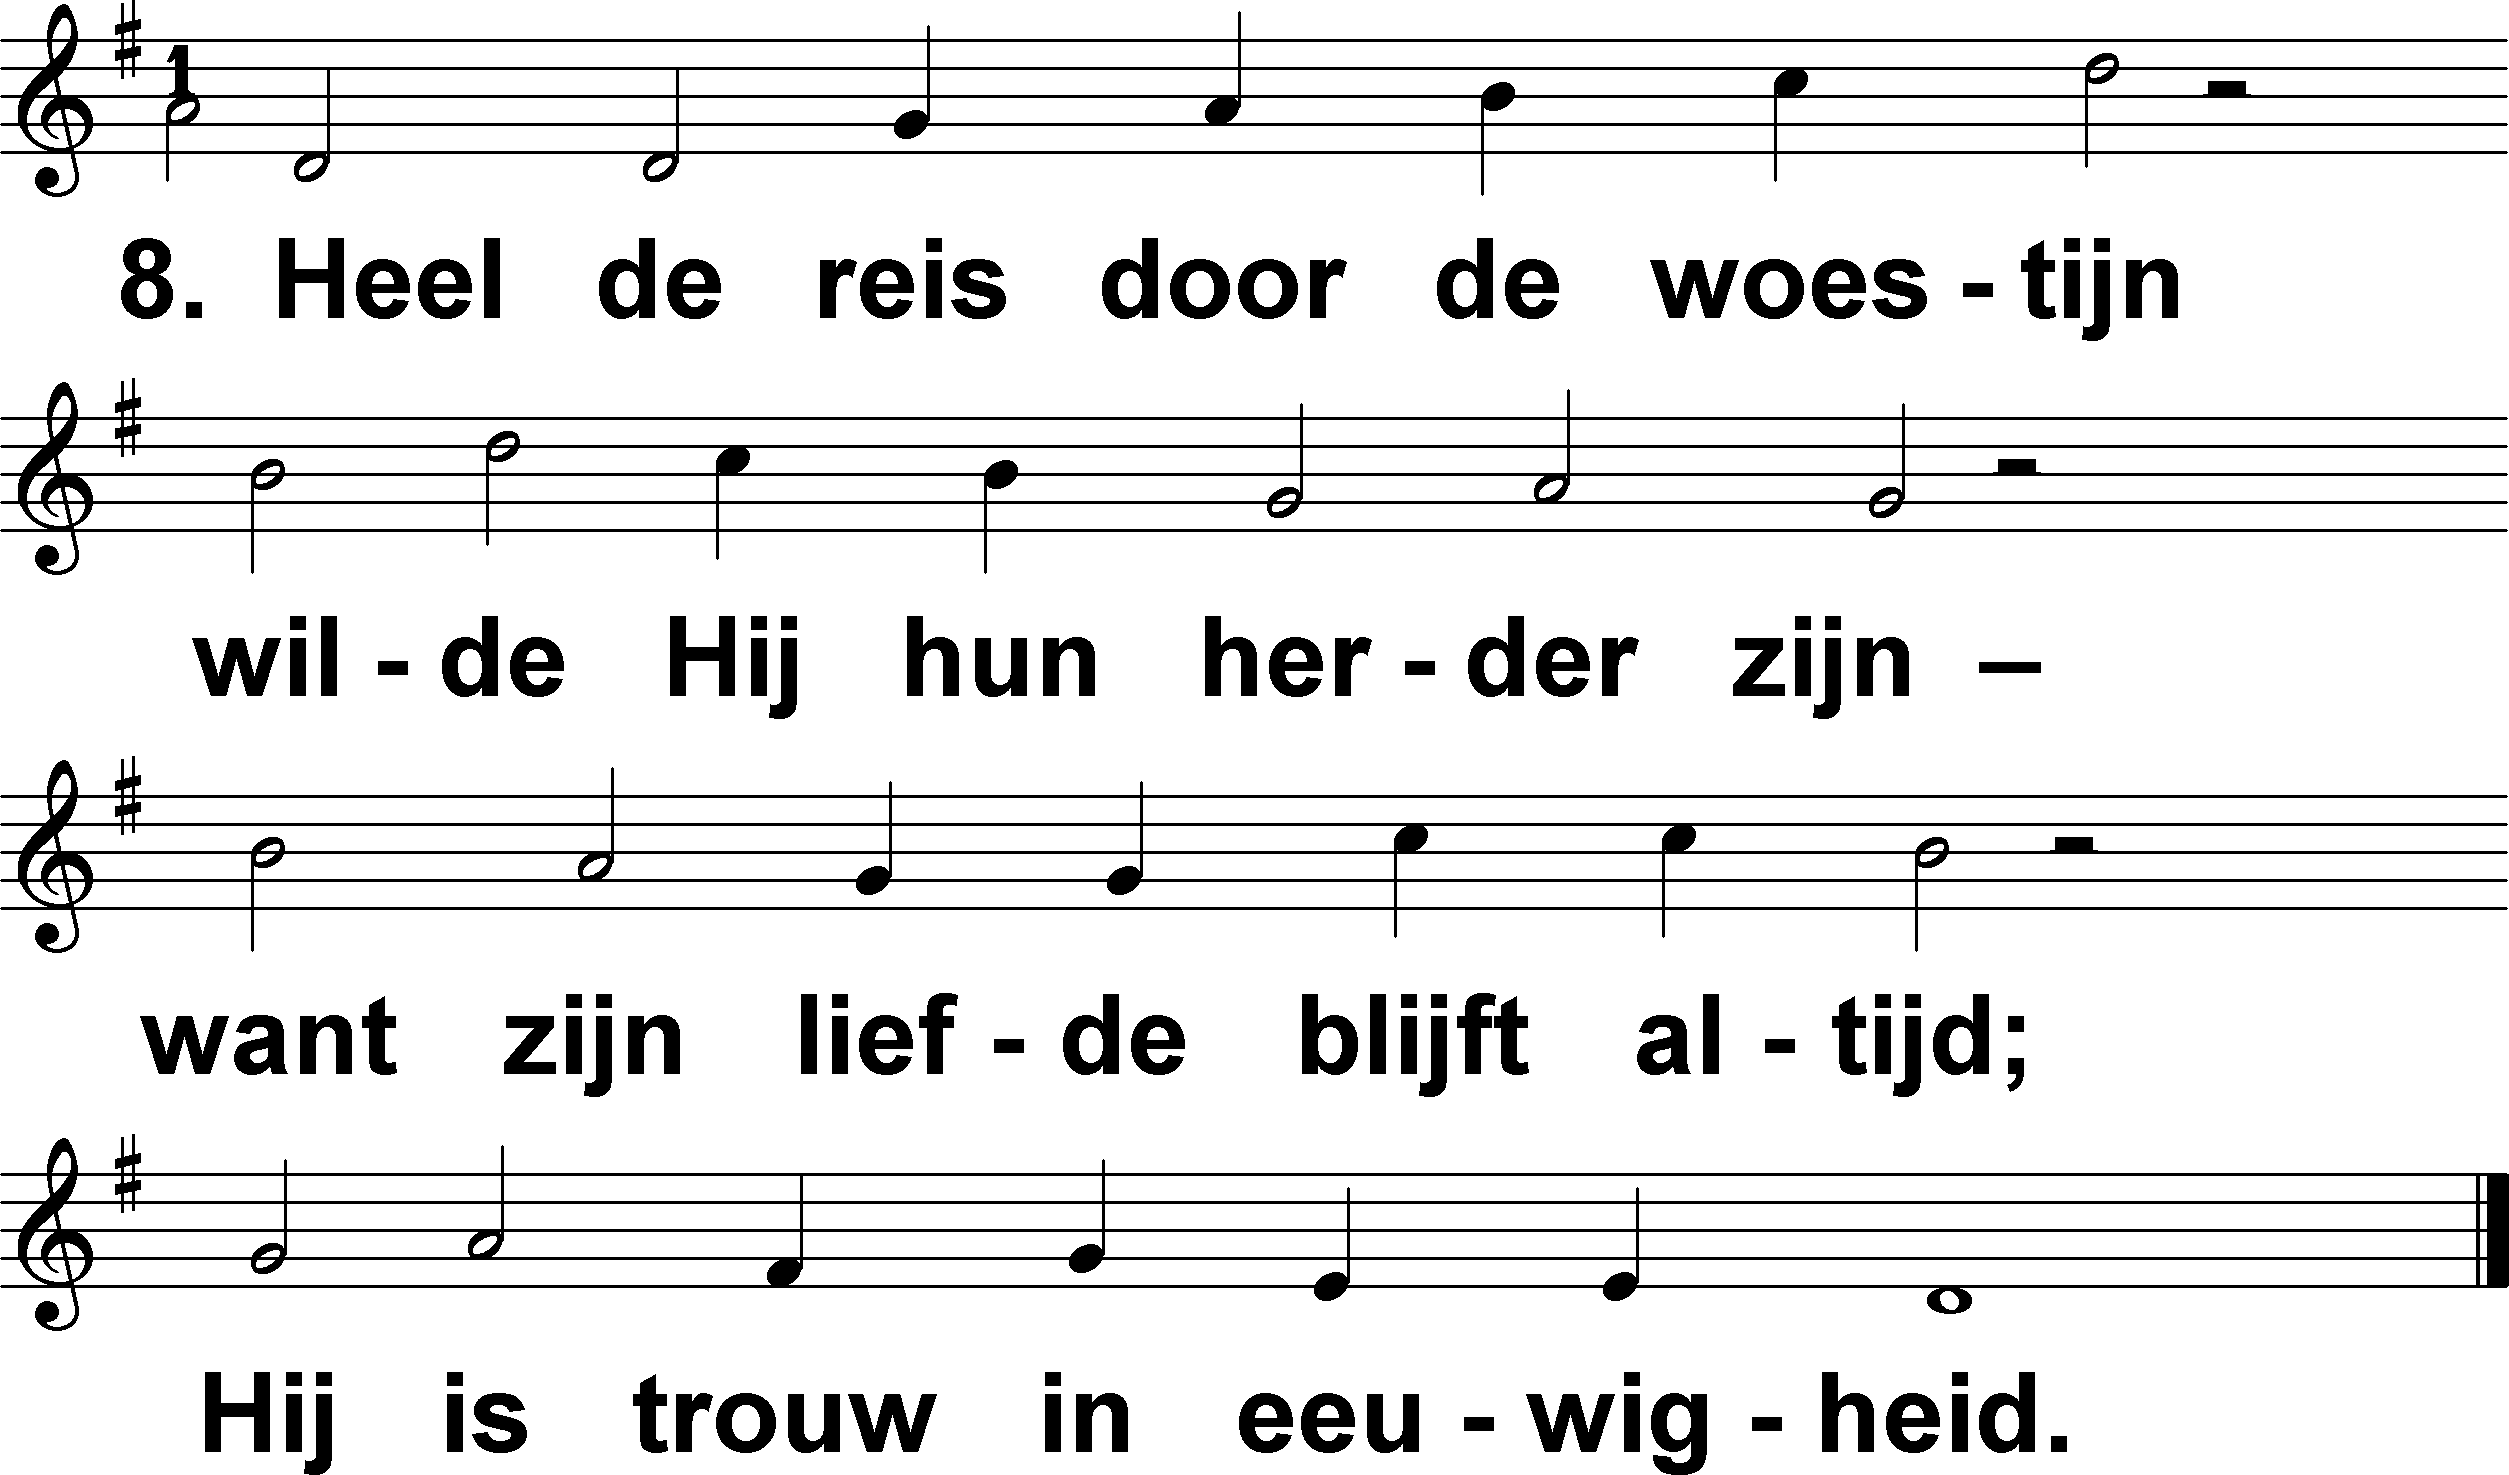 1
8. Heel de reis door de woes - tijn
wil - de Hij hun her - der zijn –
want zijn lief - de blijft al - tijd;
Hij is trouw in eeu - wig - heid.